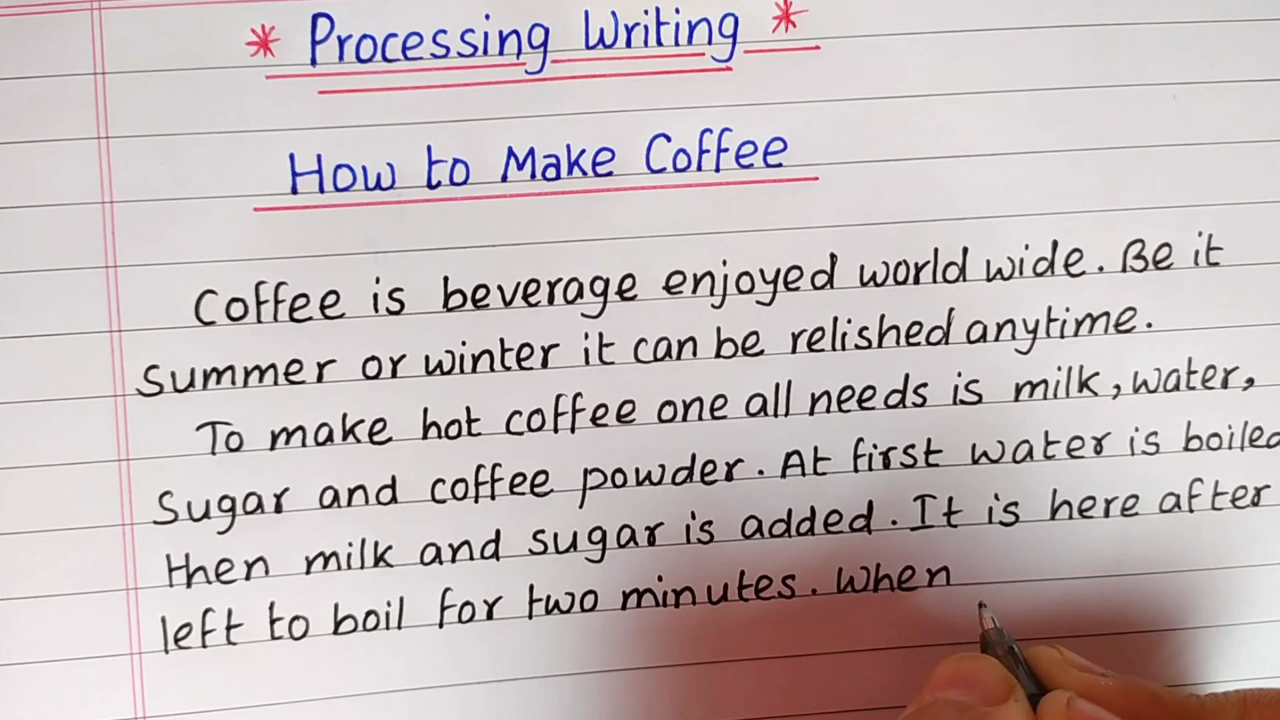 * Processing Writing *
How to Make Coffee
Coffee is beverage enjoyed world wide. Be it
summer or winter it can be relished anytime.
To make hot coffee one all needs is milk, water,
sugar and coffee powder. At first water is boiled
then milk and sugar is added. It is here after
left to boil for two minutes. When